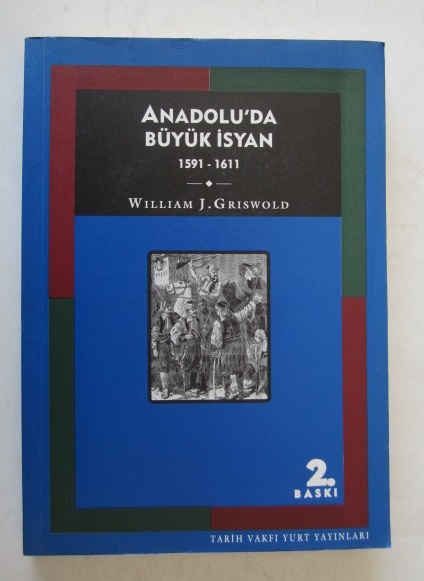 ANADOLU'DA
BÜYÜK İSYAN
1591 - 1611
WILLIAM J. GRISWOLD
2.
BASKI
TARİH VAKFI YURT YAYINLARI